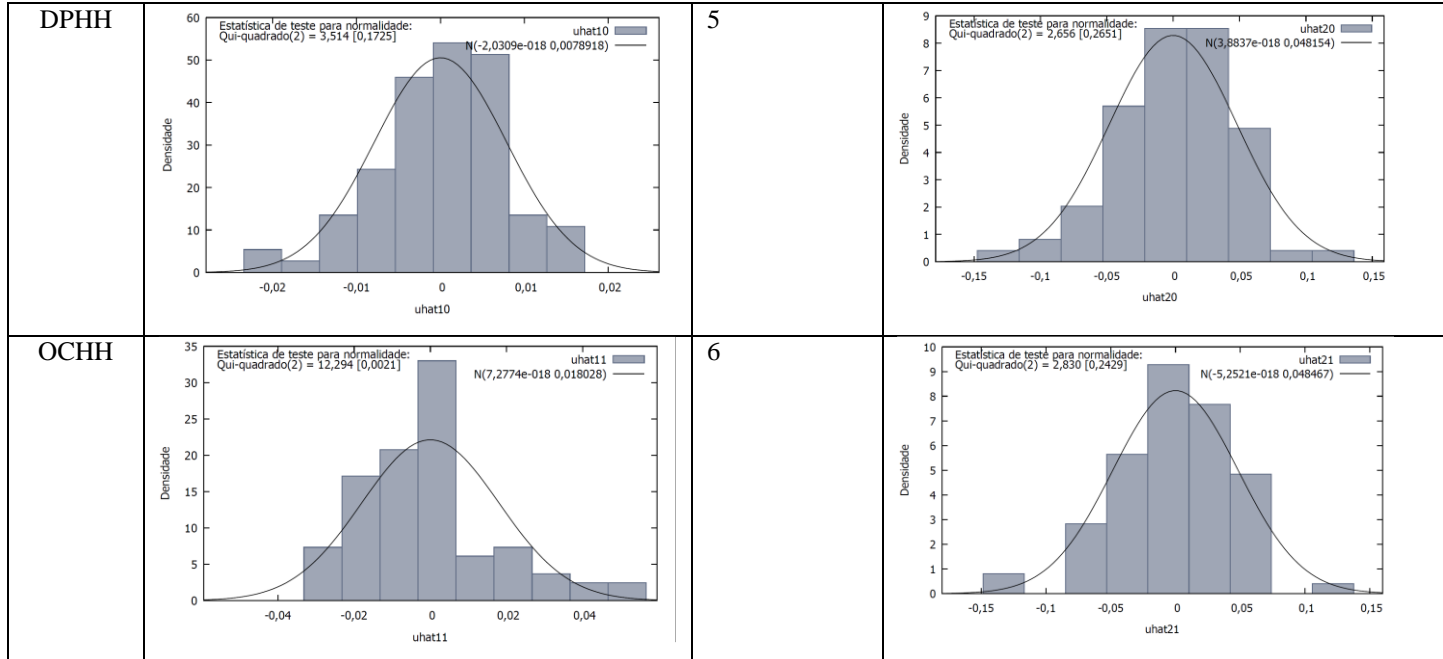 DPHH
Estatística de teste para normalidade:
Qui-quadrado(2) = 3,514 [0,1725]
uhat10
N(-2,0309e-018 0,0078918)
Densidade
60
50
40
30
20
10
0
-0,02 -0,01 0 0,01 0,02
uhat10
5
Estatística de teste para normalidade:
Qui-quadrado(2) = 2,656 [0,2651]
uhat20
N(3,8837e-018 0,048154)
Densidade
9
8
7
6
5
4
3
2
1
0
-0,15 -0,1 -0,05 0 0,05 0,1 0,15
uhat20
OCHH
Estatística de teste para normalidade:
Qui-quadrado(2) = 12,294 [0,0021]
uhat11
N(7,2774e-018 0,018028)
Densidade
35
30
25
20
15
10
5
0
-0,04 -0,02 0 0,02 0,04
uhat11
6
Estatística de teste para normalidade:
Qui-quadrado(2) = 2,830 [0,2429]
uhat21
N(-5,2521e-018 0,048467)
Densidade
10
9
8
7
6
5
4
3
2
1
0
-0,15 -0,1 -0,05 0 0,05 0,1 0,15
uhat21